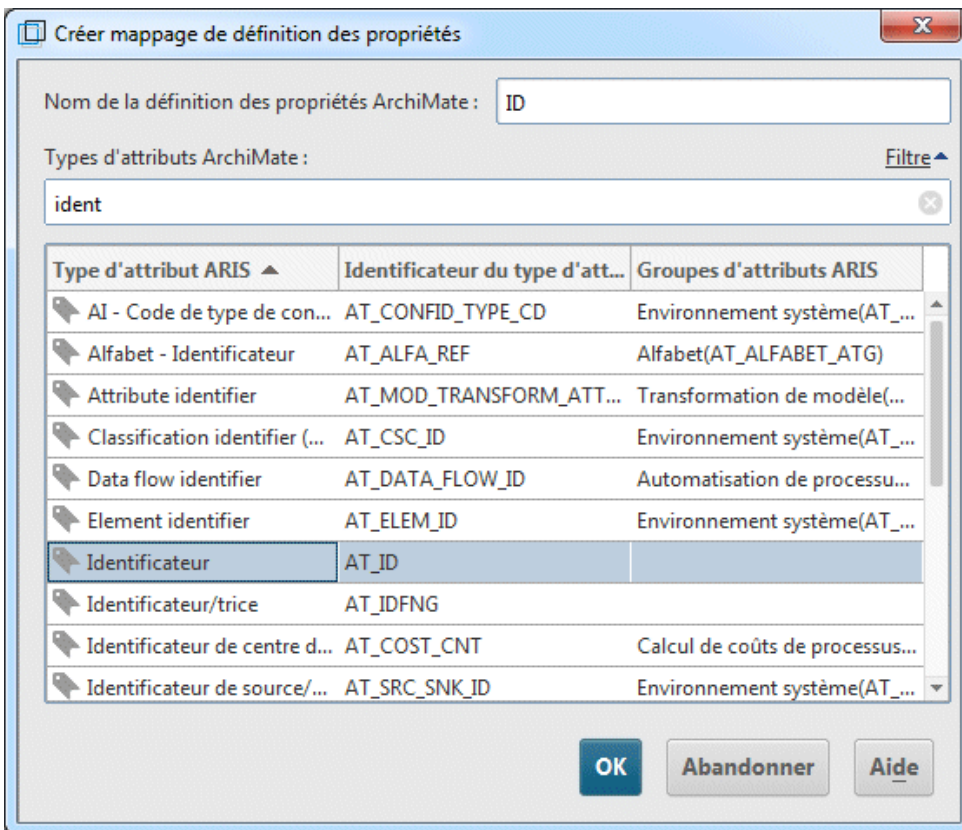 Créer mappage de définition des propriétés
Nom de la définition des propriétés ArchiMate : ID
Types d'attributs ArchiMate : Filtre
ident
Type d'attribut ARIS Identificateur du type d'att... Groupes d'attributs ARIS
AI - Code de type de con... AT_CONFID_TYPE_CD Environnement système(AT_...
Alfabet - Identificateur AT_ALFA_REF Alfabet(AT_ALFABET_ATG)
Attribute identifier AT_MOD_TRANSFORM_ATT... Transformation de modèle(...
Classification identifier (... AT_CSC_ID Environnement système(AT_...
Data flow identifier AT_DATA_FLOW_ID Automatisation de processu...
Element identifier AT_ELEM_ID Environnement système(AT_...
Identificateur AT_ID
Identificateur/trice AT_IDFNG
Identificateur de centre d... AT_COST_CNT Calcul de coûts de processus...
Identificateur de source/... AT_SRC_SNK_ID Environnement système(AT_...
OK Abandonner Aide